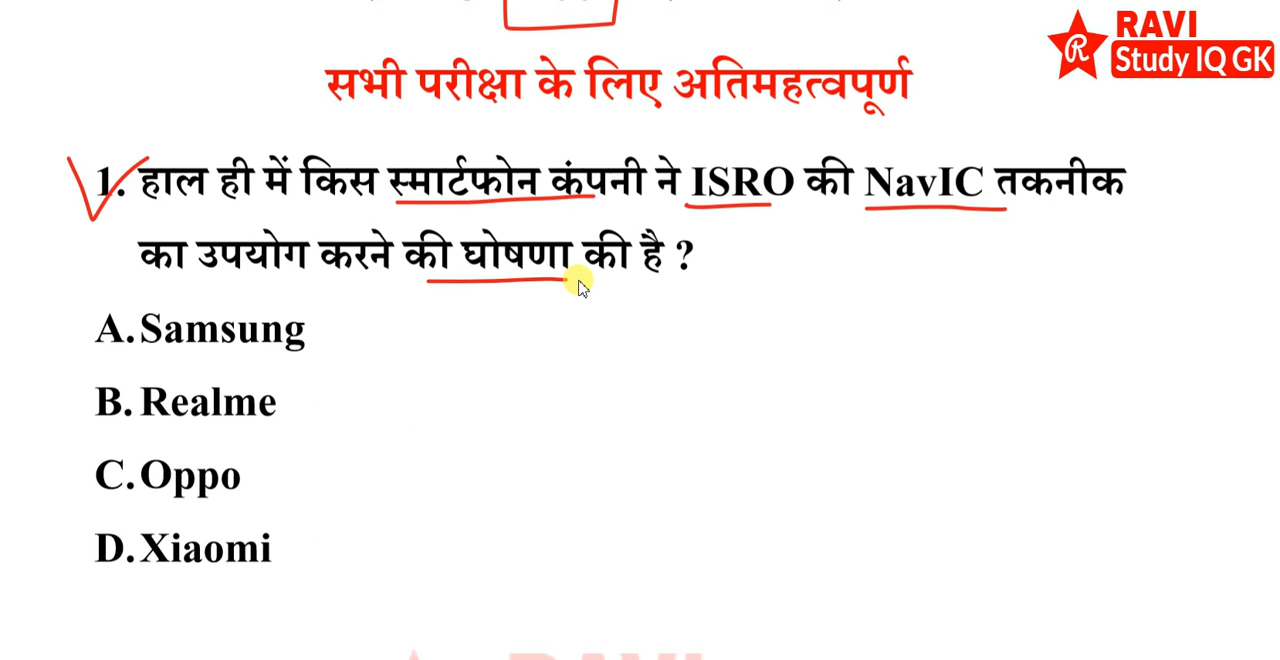 RAVI
Study IQ GK
सभी परीक्षा के लिए अतिमहत्वपूर्ण
1. हाल ही में किस स्मार्टफोन कंपनी ने ISRO की NavIC तकनीक
का उपयोग करने की घोषणा की है ?
A. Samsung
B. Realme
C. Oppo
D. Xiaomi